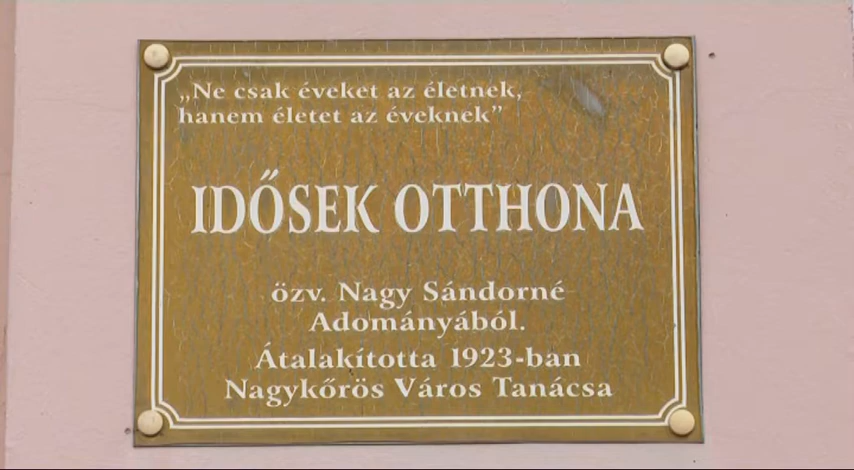 „Ne csak éveket az életnek,
hanem életet az éveknek”
IDŐSEK OTTHONA
özv. Nagy Sándorné
Adományából.
Átalakította 1923-ban
Nagykőrös Város Tanácsa